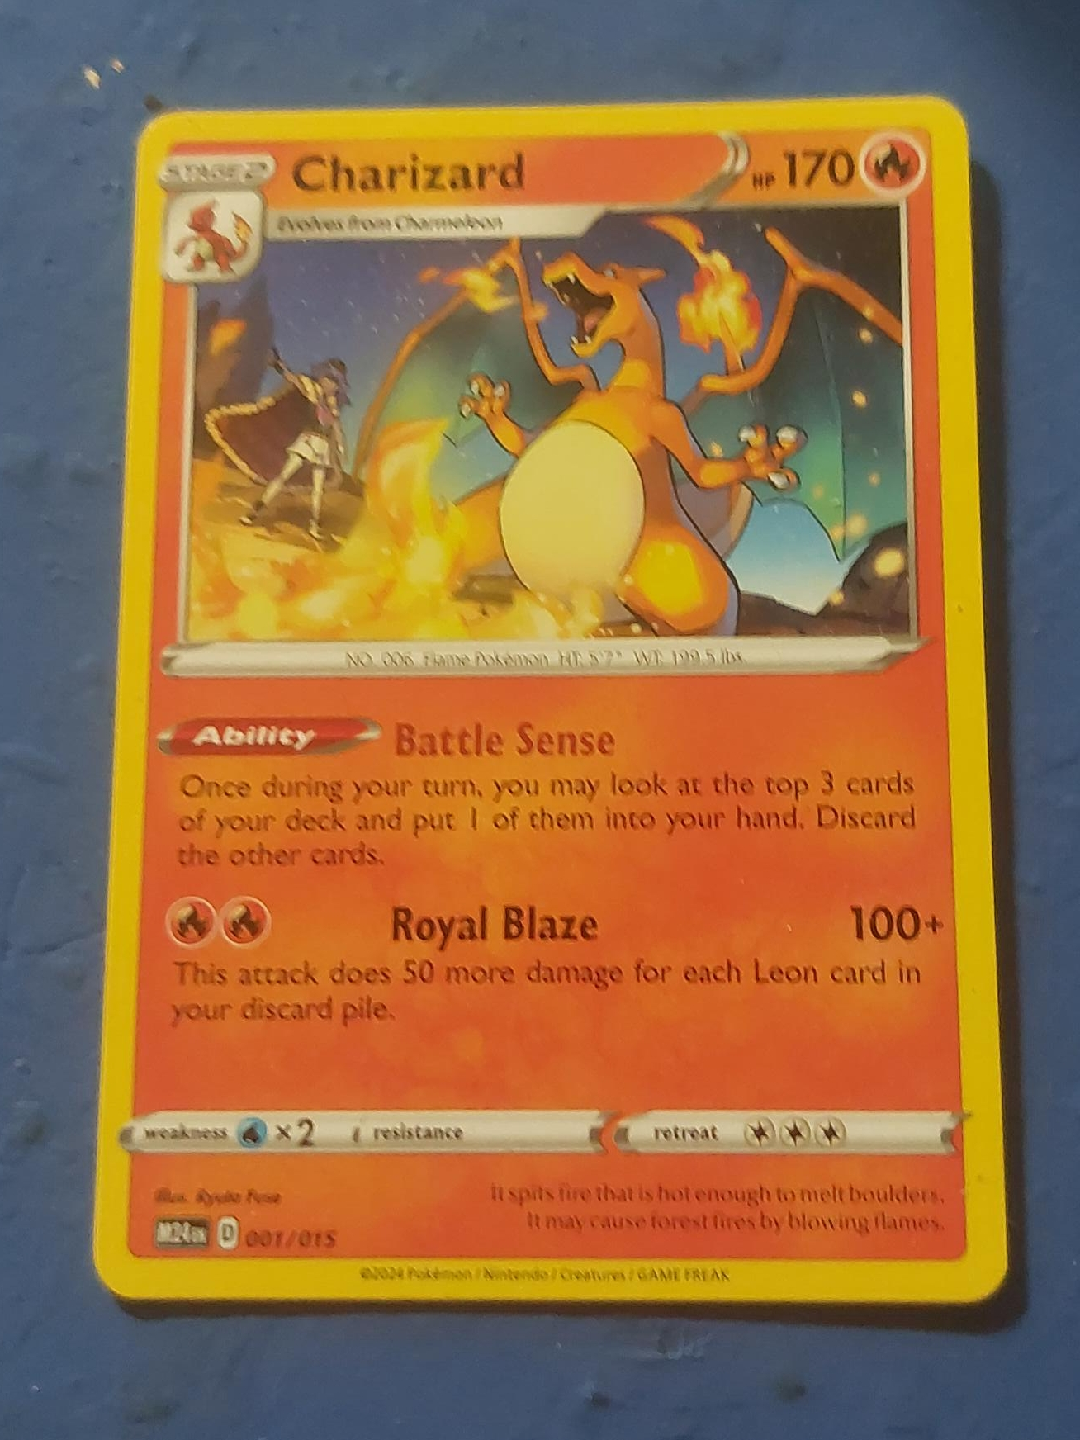 STAGE 2
Charizard
HP 170
Evolves from Charmeleon
NO. 006 Flame Pokémon HT: 5'7" WT: 199.5 lbs.
Ability Battle Sense
Once during your turn, you may look at the top 3 cards
of your deck and put 1 of them into your hand. Discard
the other cards.
Royal Blaze 100+
This attack does 50 more damage for each Leon card in
your discard pile.
weakness ×2 resistance retreat
Illus. Ryuta Fuse
It spits fire that is hot enough to melt boulders.
It may cause forest fires by blowing flames.
M24 EN D 001/015
©2024 Pokémon / Nintendo / Creatures / GAME FREAK